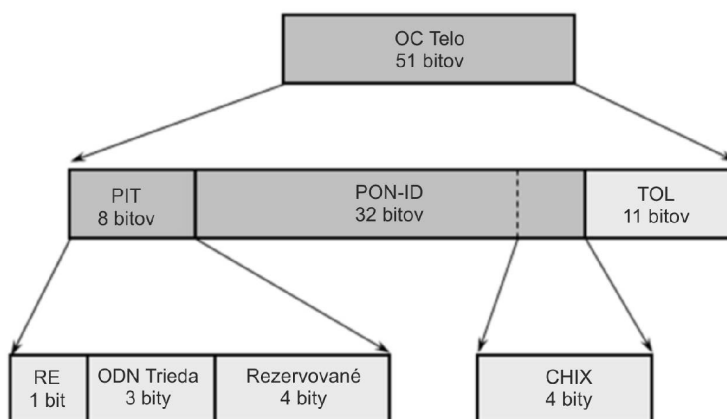 OC Telo
51 bitov
PIT
8 bitov
PON-ID
32 bitov
TOL
11 bitov
RE
1 bit
ODN Trieda
3 bity
Rezervované
4 bity
CHIX
4 bity